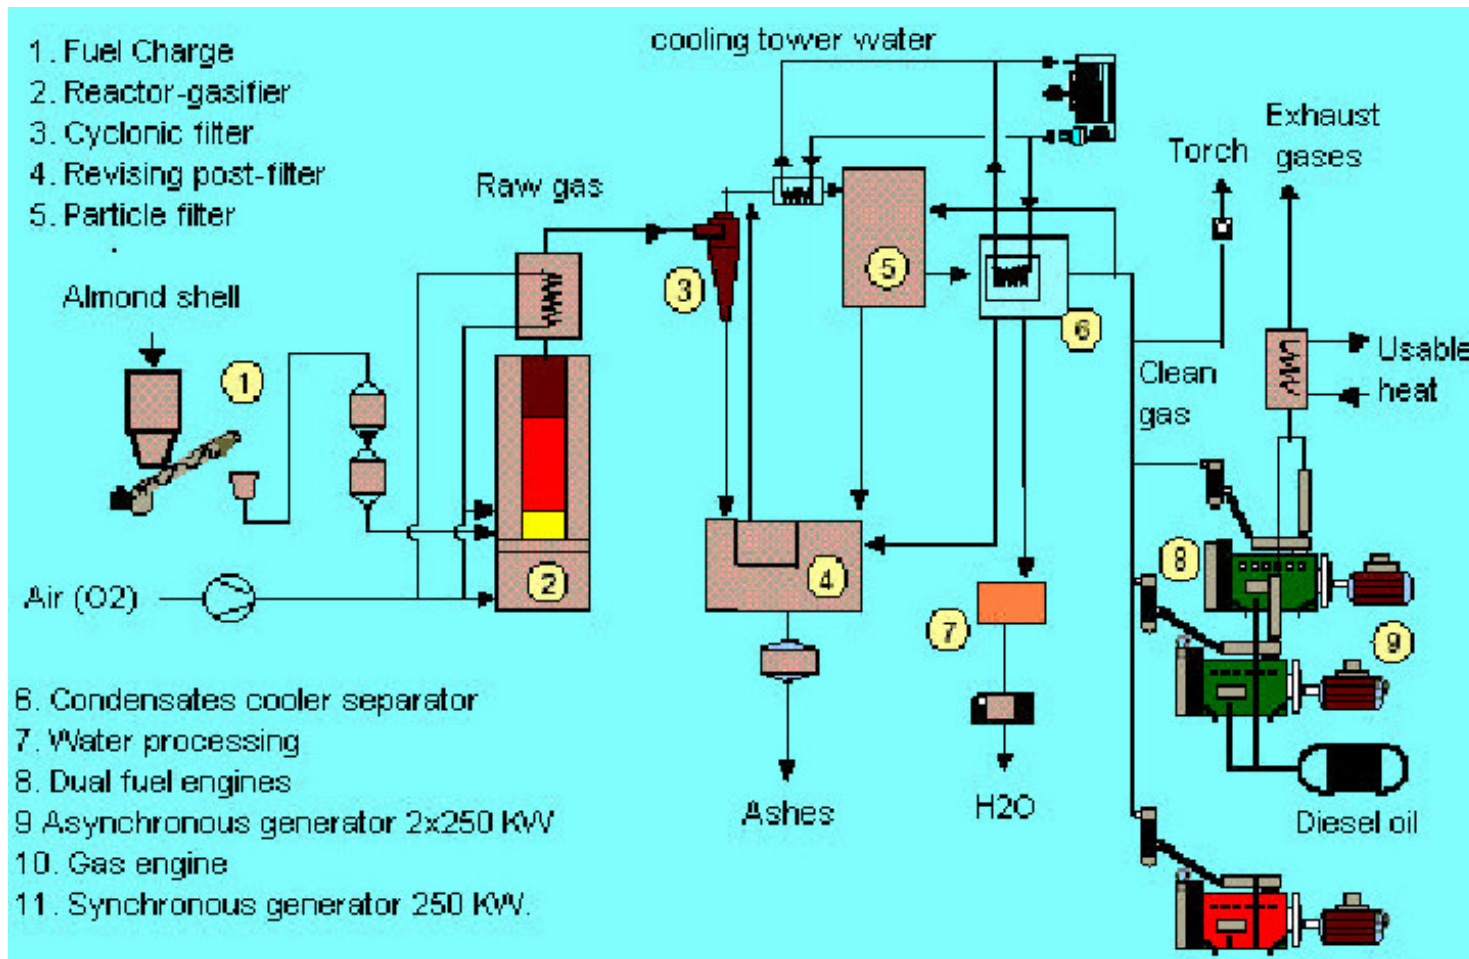 1. Fuel Charge
2. Reactor-gasifier
3. Cyclonic filter
4. Revising post-filter
5. Particle filter
cooling tower water
Raw gas
Torch
Exhaust
gases
Almond shell
Usable
heat
Clean
gas
Air (O2)
1
2
3
4
5
6
7
8
9
Ashes
H2O
Diesel oil
6. Condensates cooler separator
7. Water processing
8. Dual fuel engines
9 Asynchronous generator 2x250 KW
10. Gas engine
11. Synchronous generator 250 KW.